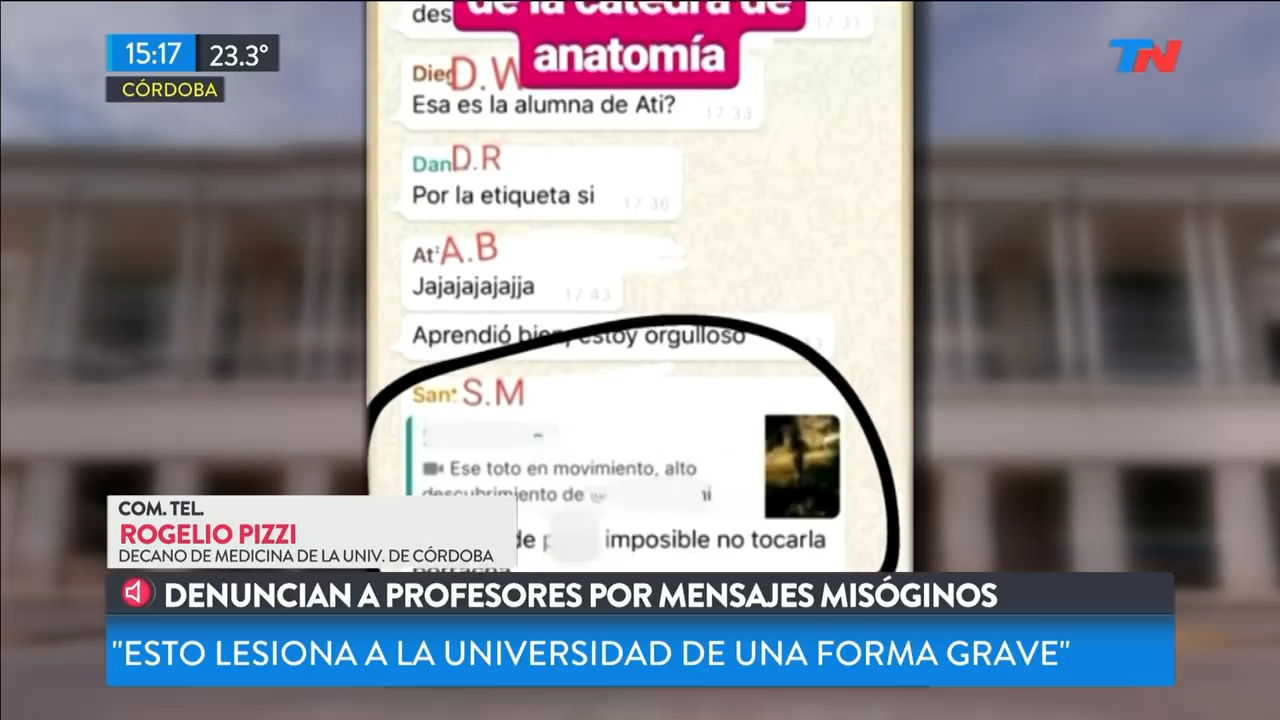 de la cátedra de
anatomía
des
17:31
15:17 23.3°
CÓRDOBA
TN
D.W
Esa es la alumna de Ati?
17:33
Dan D.R
Por la etiqueta si
17:36
A.B
Jajajajajajja
17:43
Aprendió bien, estoy orgulloso
S.M
Ese toto en movimiento, alto
descubrimiento de
de imposible no tocarla
COM. TEL.
ROGELIO PIZZI
DECANO DE MEDICINA DE LA UNIV. DE CÓRDOBA
DENUNCIAN A PROFESORES POR MENSAJES MISÓGINOS
"ESTO LESIONA A LA UNIVERSIDAD DE UNA FORMA GRAVE"